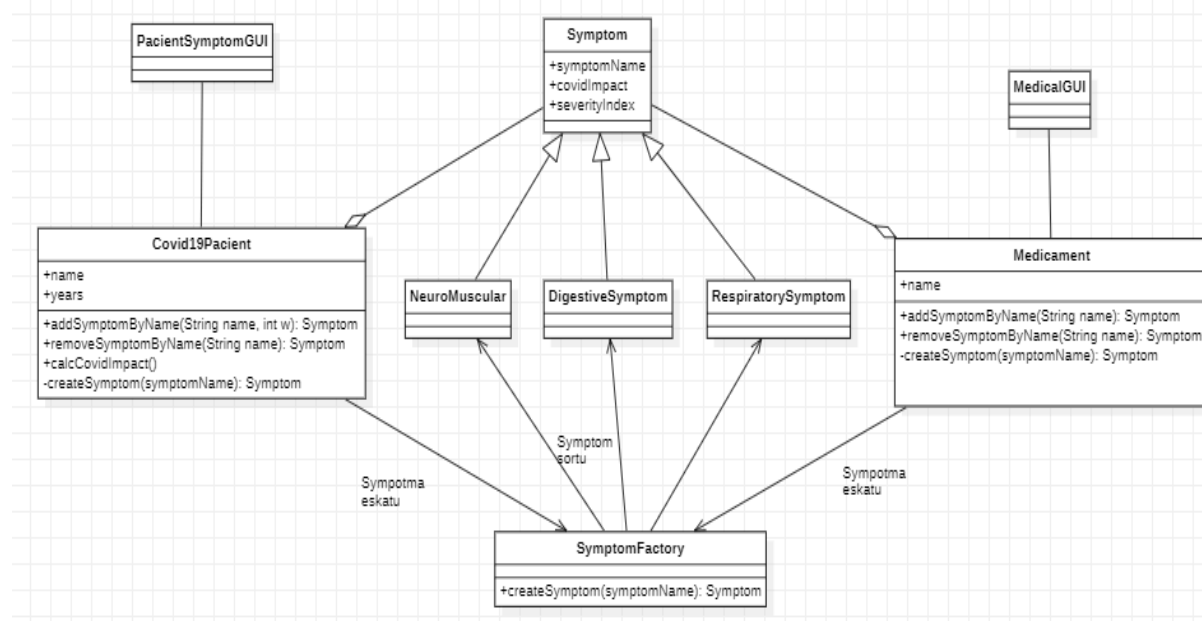 PacientSymptomGUI
Symptom
+symptomName
+covidImpact
+severityIndex
MedicalGUI
Covid19Pacient
+name
+years
+addSymptomByName(String name, int w): Symptom
+removeSymptomByName(String name): Symptom
+calcCovidImpact()
-createSymptom(symptomName): Symptom
NeuroMuscular
DigestiveSymptom
RespiratorySymptom
Medicament
+name
+addSymptomByName(String name): Symptom
+removeSymptomByName(String name): Symptom
-createSymptom(symptomName): Symptom
Sympotma
eskatu
Symptom
sortu
Sympotma
eskatu
SymptomFactory
+createSymptom(symptomName): Symptom